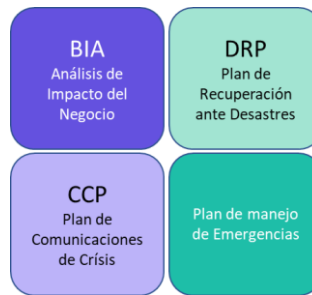 BIA
Análisis de
Impacto del
Negocio
DRP
Plan de
Recuperación
ante Desastres
CCP
Plan de
Comunicaciones
de Crísis
Plan de manejo
de Emergencias